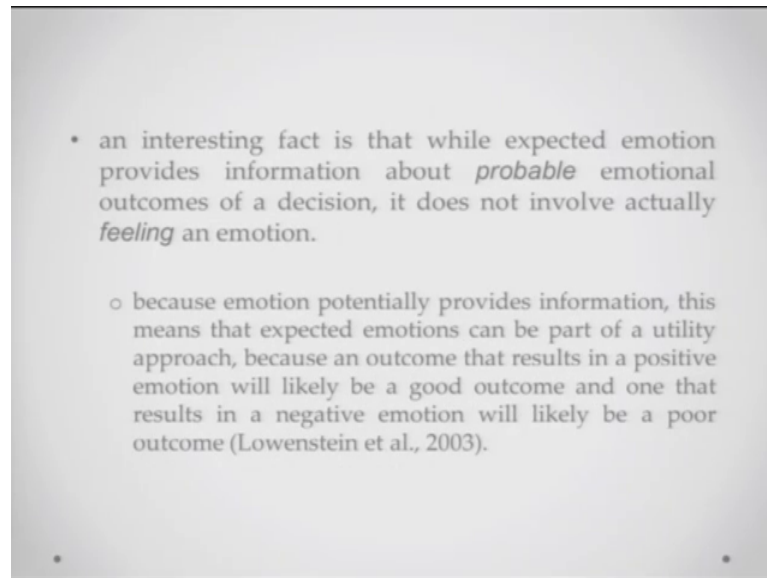 • an interesting fact is that while expected emotion
provides information about probable emotional
outcomes of a decision, it does not involve actually
feeling an emotion.
o because emotion potentially provides information, this
means that expected emotions can be part of a utility
approach, because an outcome that results in a positive
emotion will likely be a good outcome and one that
results in a negative emotion will likely be a poor
outcome (Lowenstein et al., 2003).